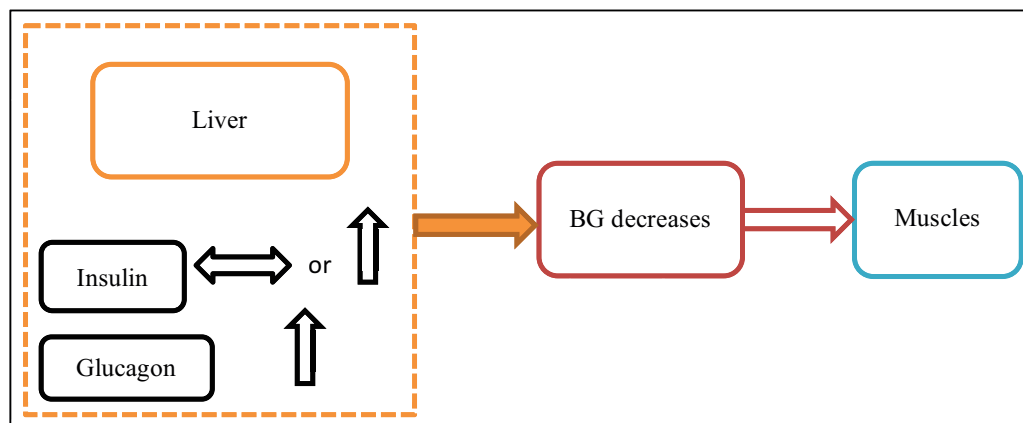 Liver
BG decreases
Muscles
Insulin
or
Glucagon